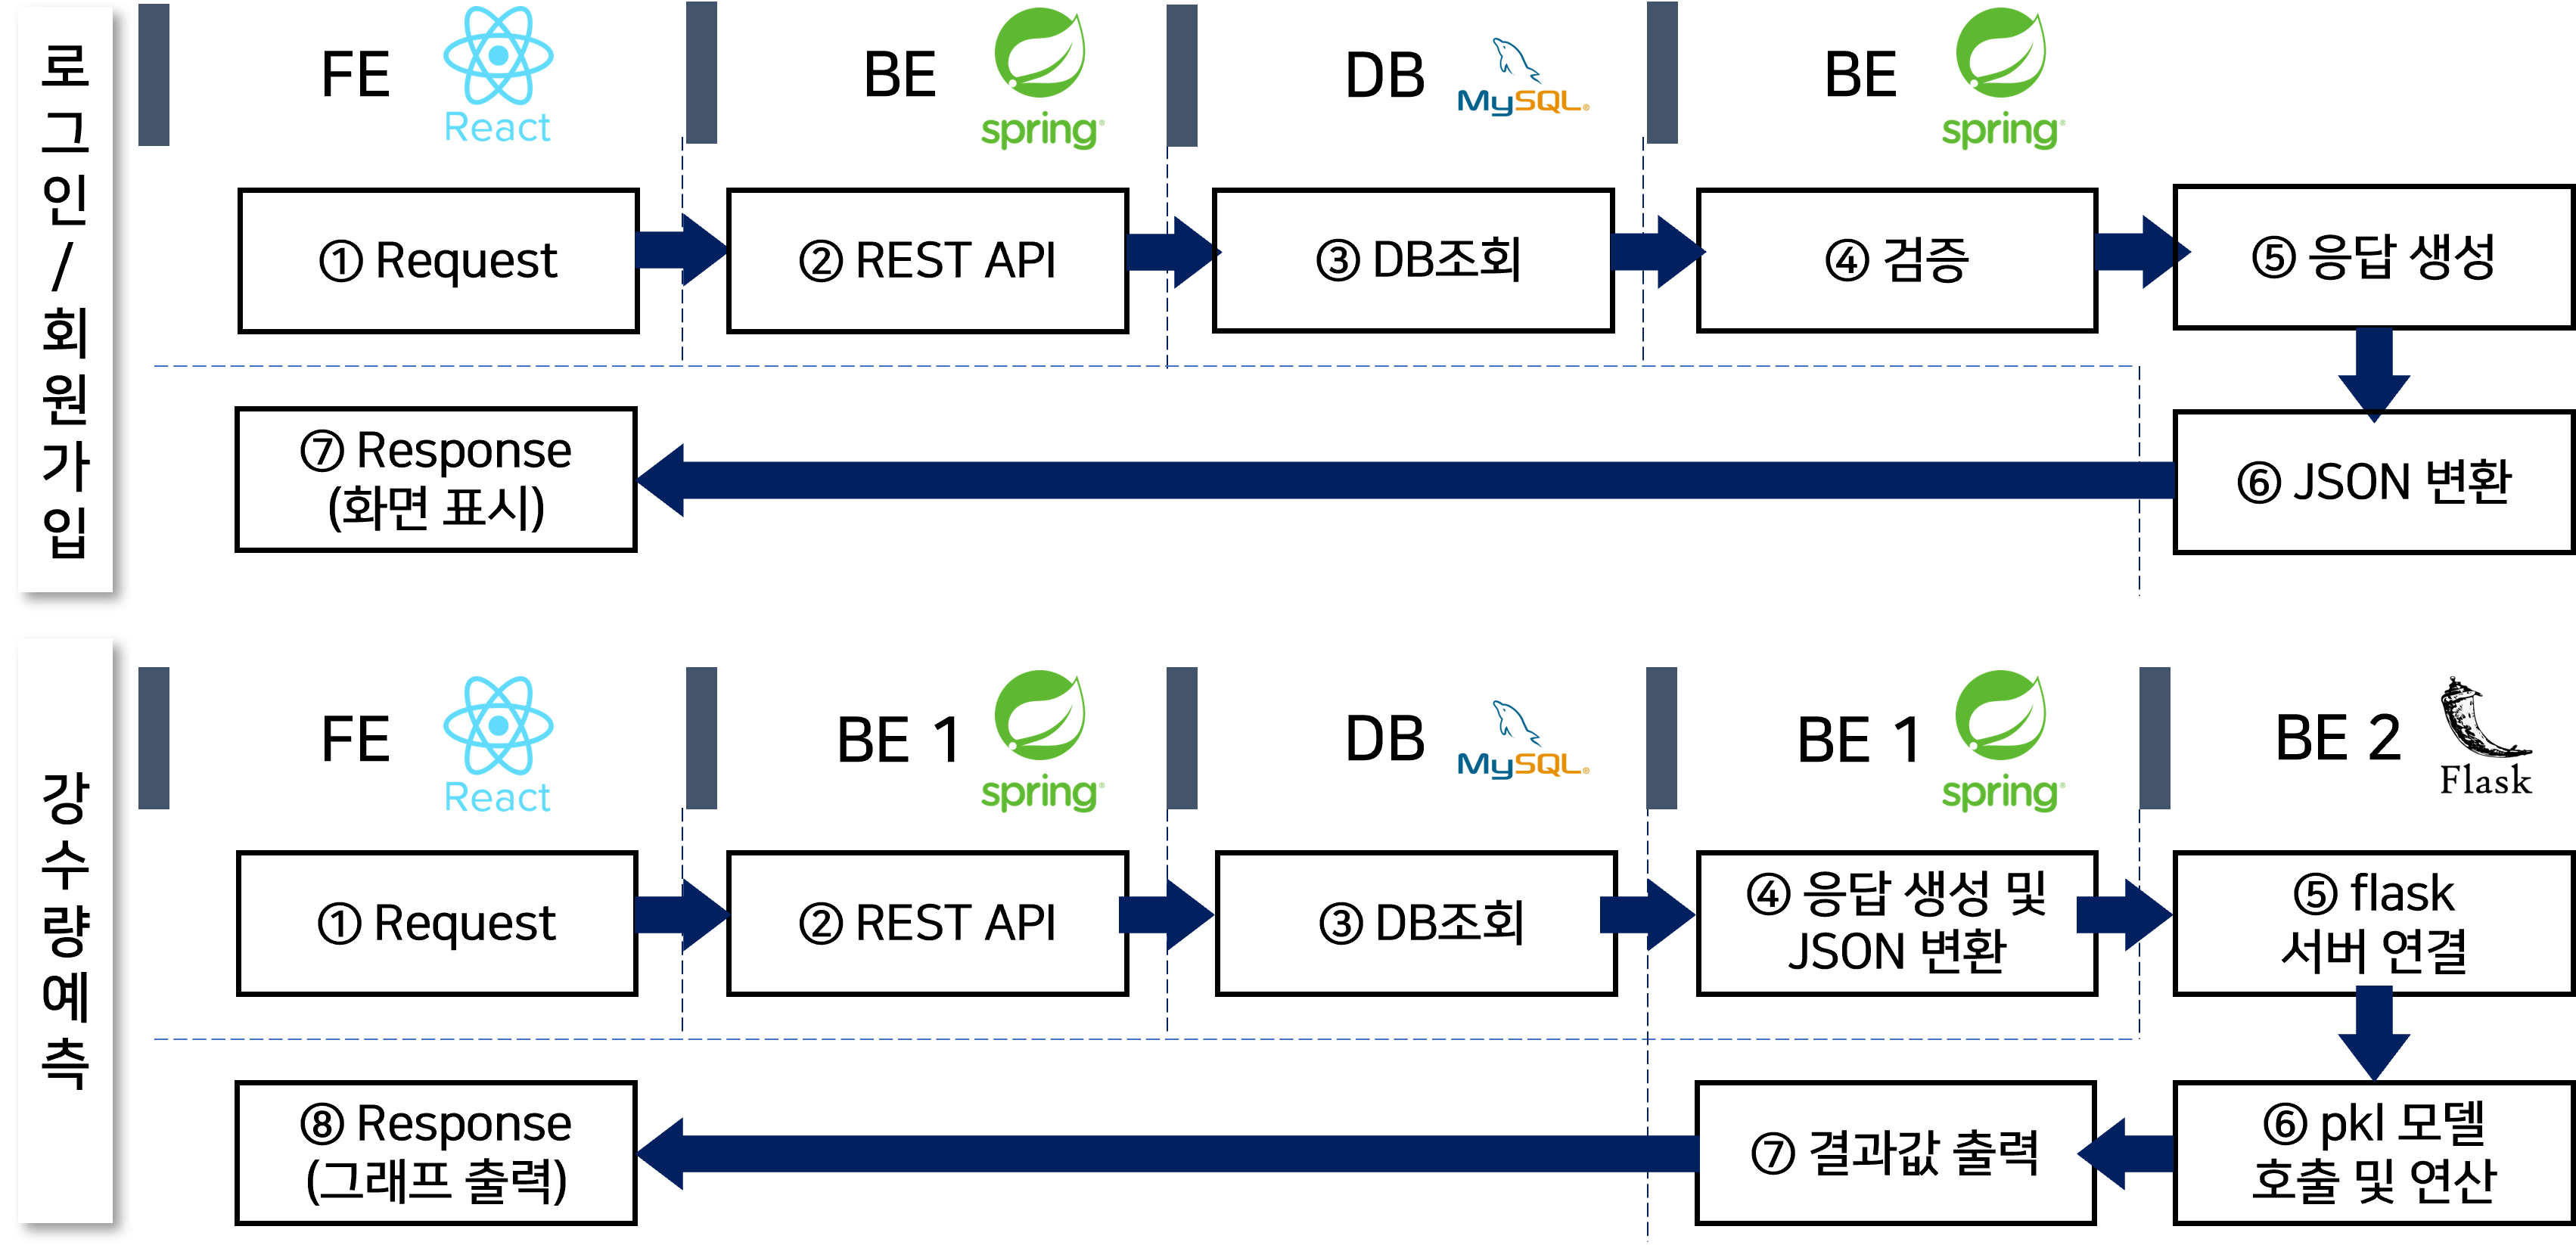 로그인/회원가입
FE
React
BE
spring
DB
MySQL
BE
spring
① Request
② REST API
③ DB조회
④ 검증
⑤ 응답 생성
⑥ JSON 변환
⑦ Response
(화면 표시)
강수량예측
FE
React
BE 1
spring
DB
MySQL
BE 1
spring
BE 2
Flask
① Request
② REST API
③ DB조회
④ 응답 생성 및
JSON 변환
⑤ flask
서버 연결
⑥ pkl 모델
호출 및 연산
⑦ 결과값 출력
⑧ Response
(그래프 출력)